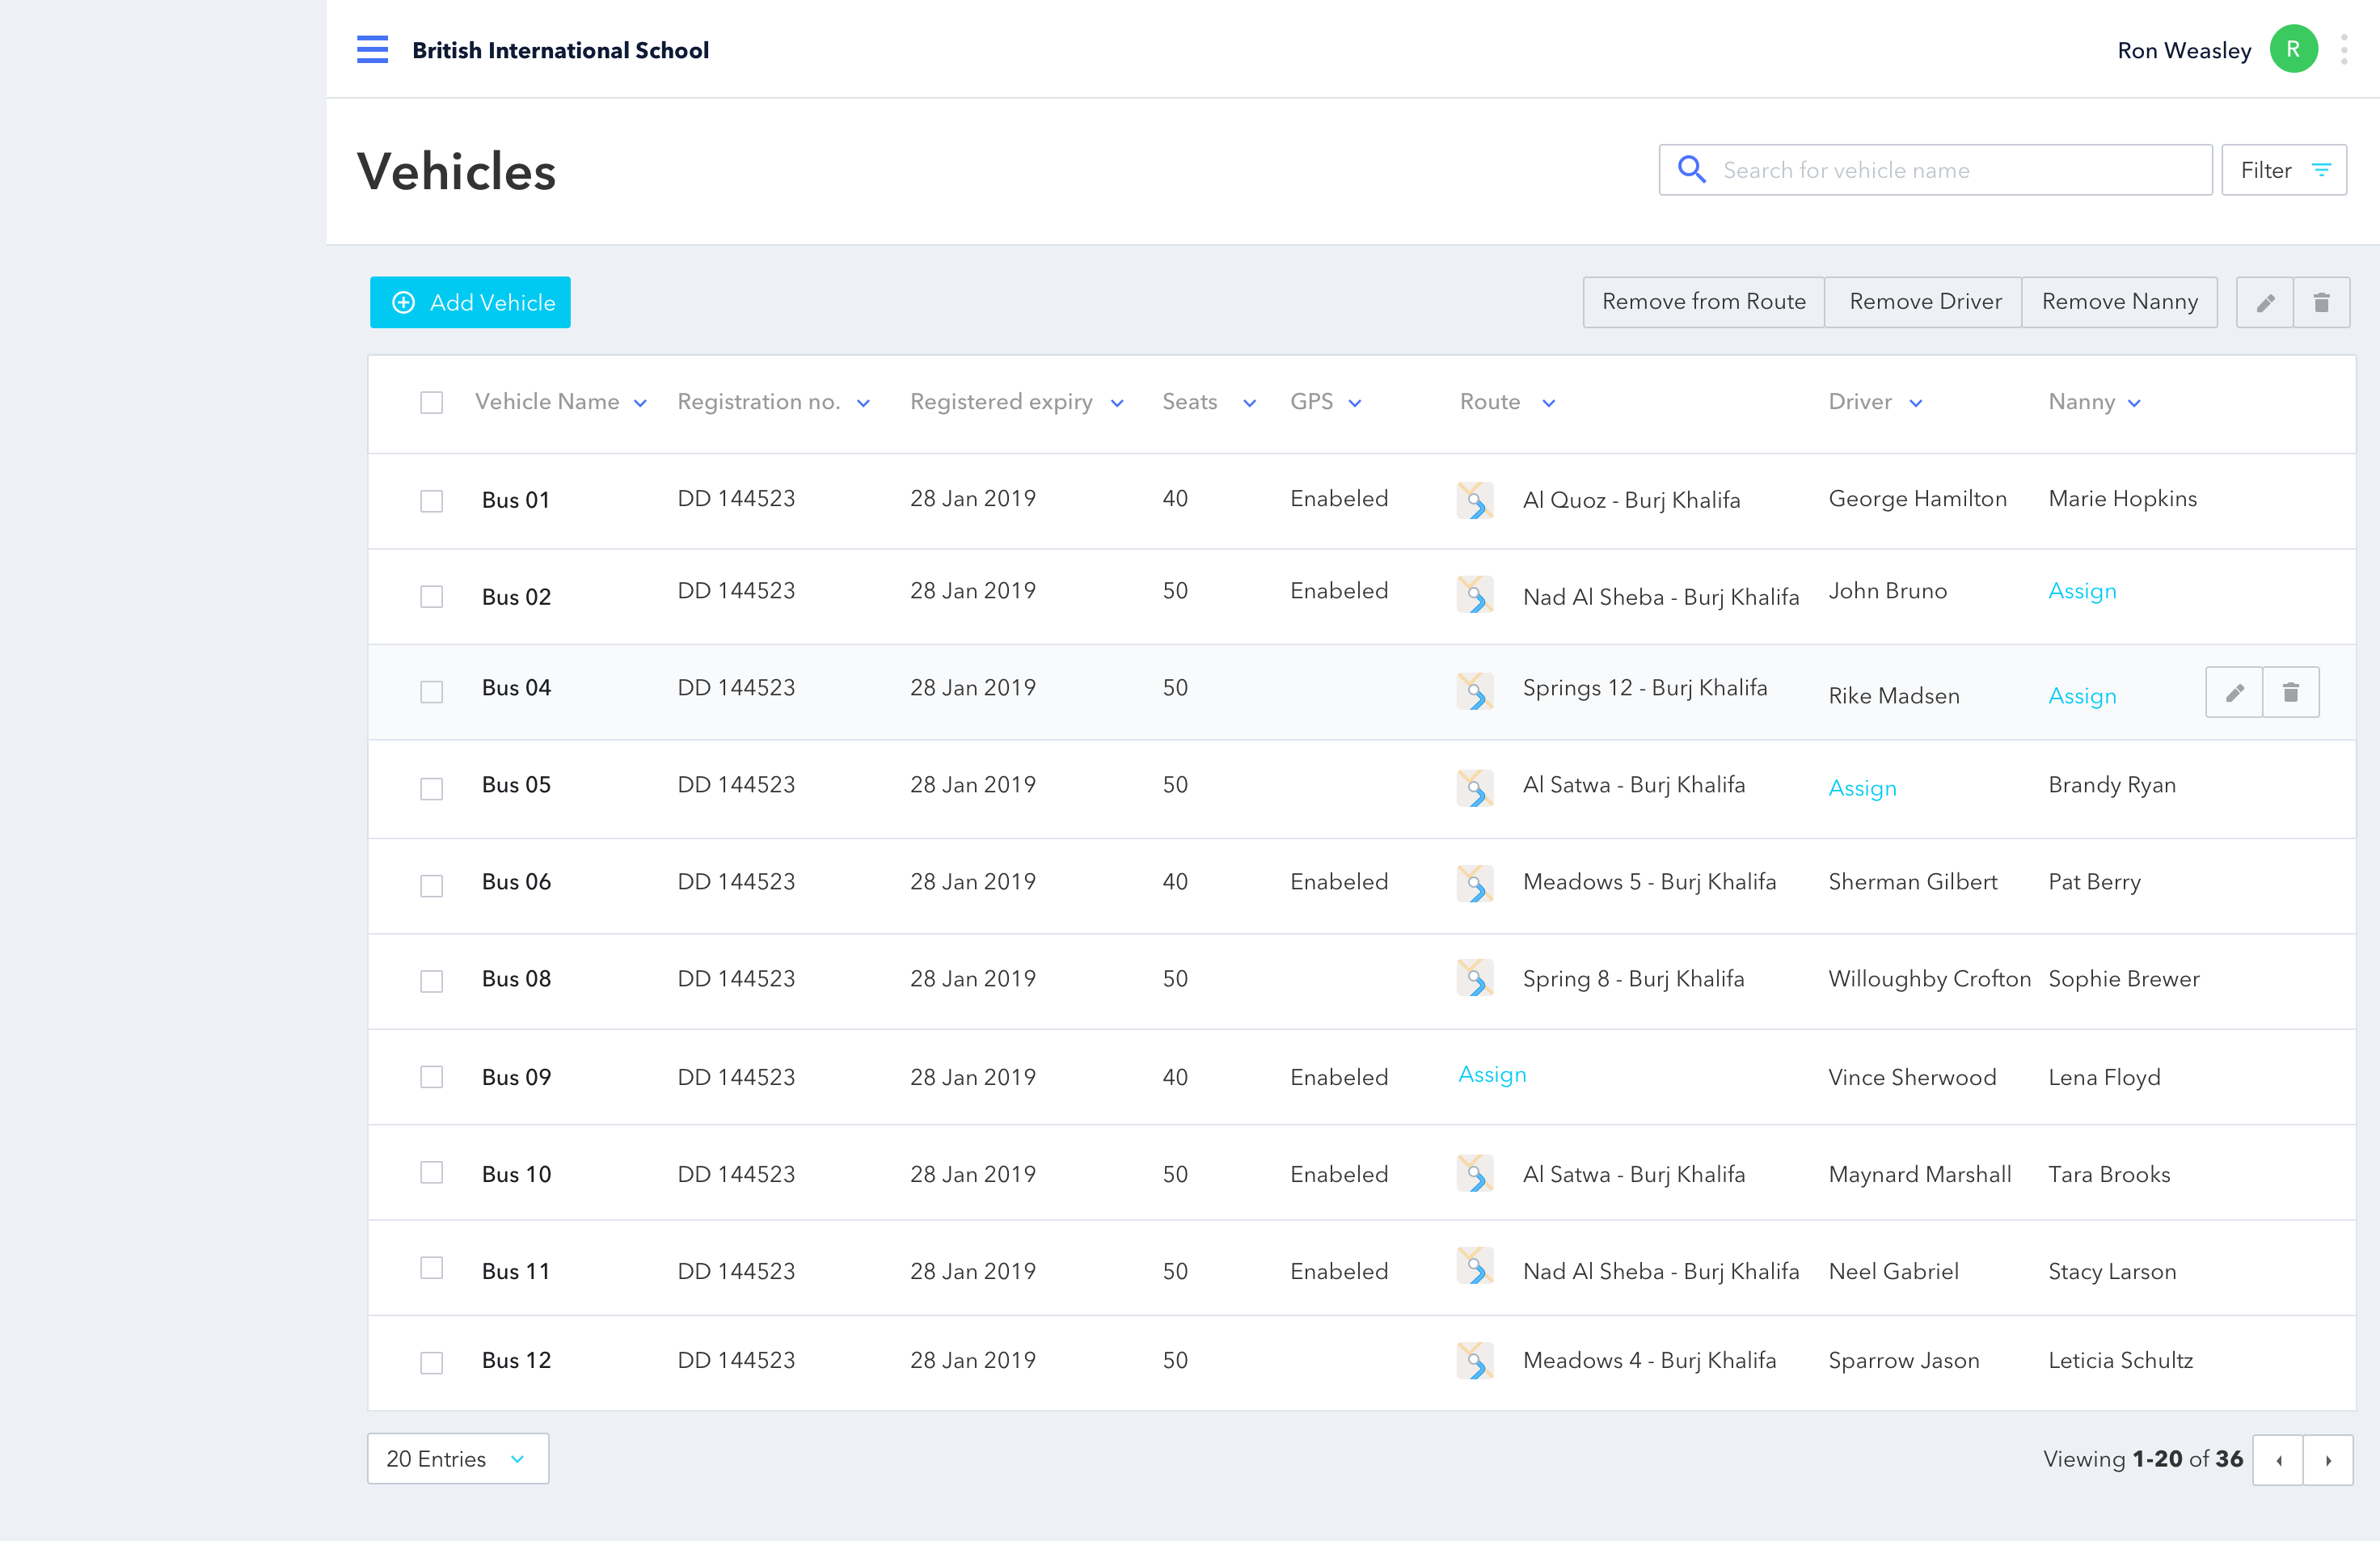 British International School
Ron Weasley R
Vehicles
Search for vehicle name
Filter
Add Vehicle
Remove from Route Remove Driver Remove Nanny
Vehicle Name Registration no. Registered expiry Seats GPS Route Driver Nanny
Bus 01 DD 144523 28 Jan 2019 40 Enabeled Al Quoz - Burj Khalifa George Hamilton Marie Hopkins
Bus 02 DD 144523 28 Jan 2019 50 Enabeled Nad Al Sheba - Burj Khalifa John Bruno Assign
Bus 04 DD 144523 28 Jan 2019 50 Springs 12 - Burj Khalifa Rike Madsen Assign
Bus 05 DD 144523 28 Jan 2019 50 Al Satwa - Burj Khalifa Assign Brandy Ryan
Bus 06 DD 144523 28 Jan 2019 40 Enabeled Meadows 5 - Burj Khalifa Sherman Gilbert Pat Berry
Bus 08 DD 144523 28 Jan 2019 50 Spring 8 - Burj Khalifa Willoughby Crofton Sophie Brewer
Bus 09 DD 144523 28 Jan 2019 40 Enabeled Assign Vince Sherwood Lena Floyd
Bus 10 DD 144523 28 Jan 2019 50 Enabeled Al Satwa - Burj Khalifa Maynard Marshall Tara Brooks
Bus 11 DD 144523 28 Jan 2019 50 Enabeled Nad Al Sheba - Burj Khalifa Neel Gabriel Stacy Larson
Bus 12 DD 144523 28 Jan 2019 50 Meadows 4 - Burj Khalifa Sparrow Jason Leticia Schultz
20 Entries
Viewing 1-20 of 36